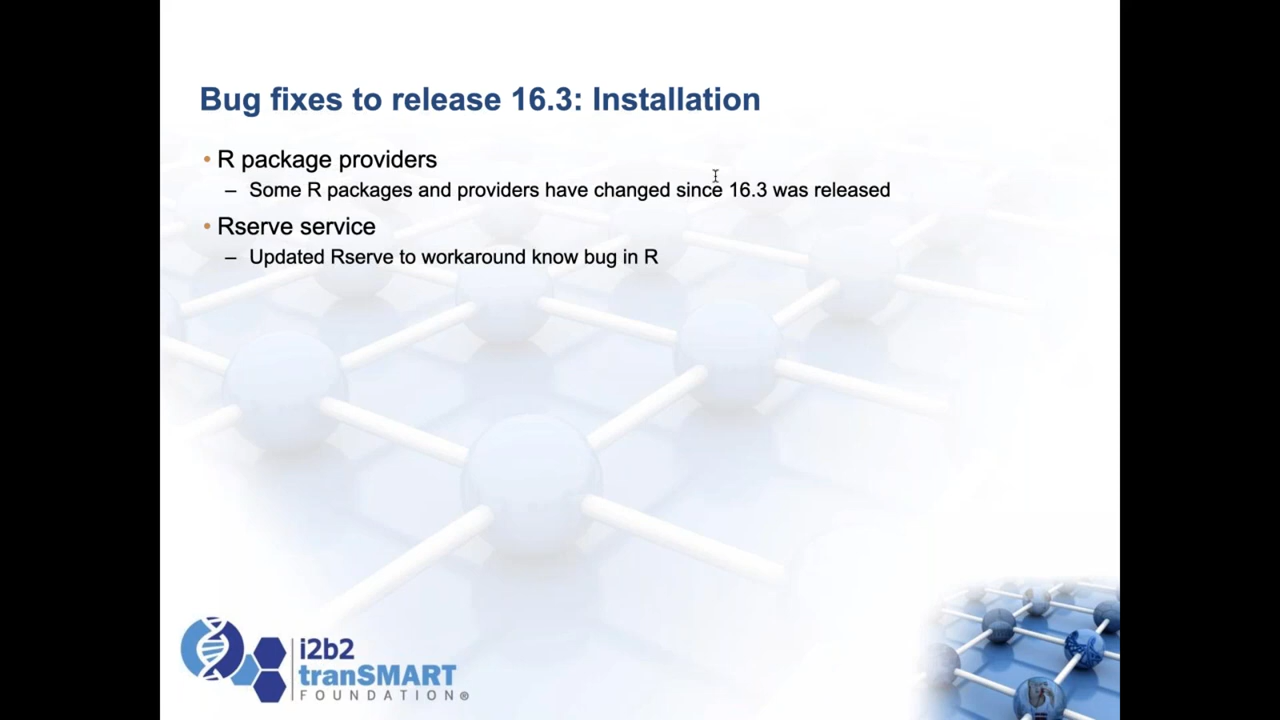 Bug fixes to release 16.3: Installation
• R package providers
– Some R packages and providers have changed since 16.3 was released
• Rserve service
– Updated Rserve to workaround know bug in R
i2b2
tranSMART
FOUNDATION®